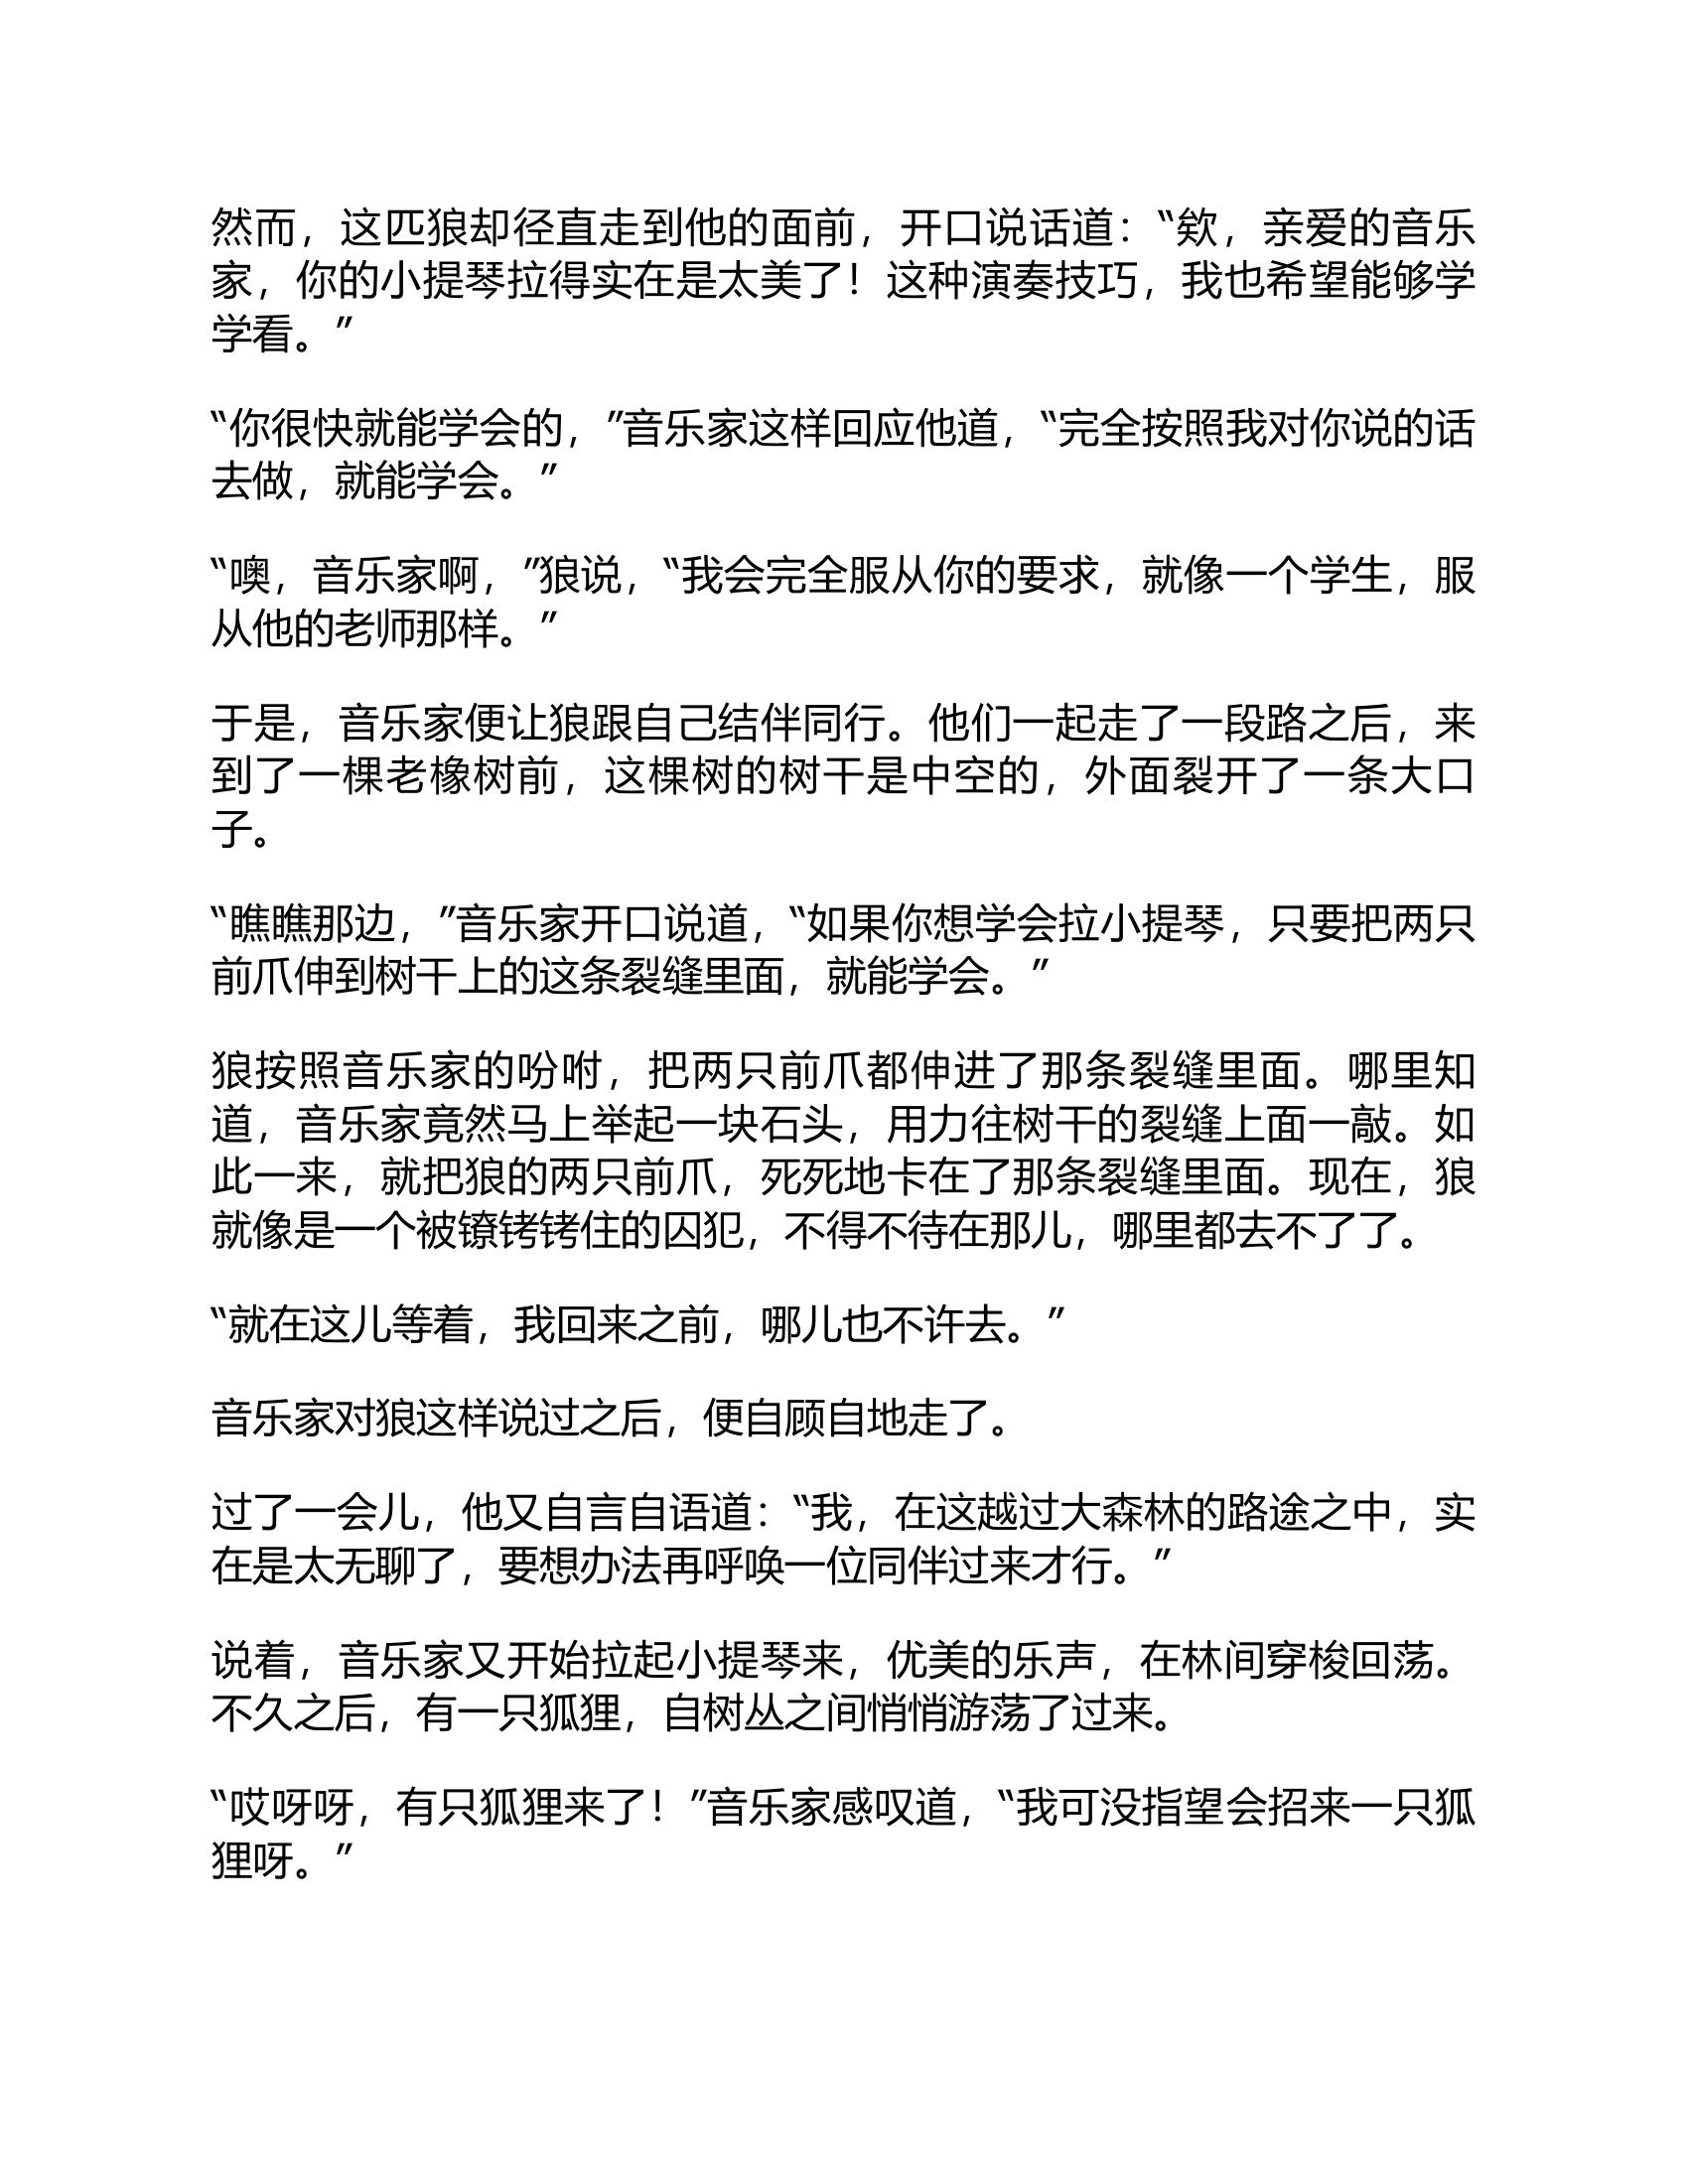 然而，这匹狼却径直走到他的面前，开口说话道：“欸，亲爱的音乐
家，你的小提琴拉得实在是太美了！这种演奏技巧，我也希望能够学
学看。”
“你很快就能学会的，”音乐家这样回应他道，“完全按照我对你说的话
去做，就能学会。”
“噢，音乐家啊，”狼说，“我会完全服从你的要求，就像一个学生，服
从他的老师那样。”
于是，音乐家便让狼跟自己结伴同行。他们一起走了一段路之后，来
到了一棵老橡树前，这棵树的树干是中空的，外面裂开了一条大口
子。
“瞧瞧那边，”音乐家开口说道，“如果你想学会拉小提琴，只要把两只
前爪伸到树干上的这条裂缝里面，就能学会。”
狼按照音乐家的吩咐，把两只前爪都伸进了那条裂缝里面。哪里知
道，音乐家竟然马上举起一块石头，用力往树干的裂缝上面一敲。如
此一来，就把狼的两只前爪，死死地卡在了那条裂缝里面。现在，狼
就像是一个被镣铐铐住的囚犯，不得不待在那儿，哪里都去不了了。
“就在这儿等着，我回来之前，哪儿也不许去。”
音乐家对狼这样说过之后，便自顾自地走了。
过了一会儿，他又自言自语道：“我，在这越过大森林的路途之中，实
在是太无聊了，要想办法再呼唤一位同伴过来才行。”
说着，音乐家又开始拉起小提琴来，优美的乐声，在林间穿梭回荡。
不久之后，有一只狐狸，自树丛之间悄悄游荡了过来。
“哎呀呀，有只狐狸来了！”音乐家感叹道，“我可没指望会招来一只狐
狸呀。”